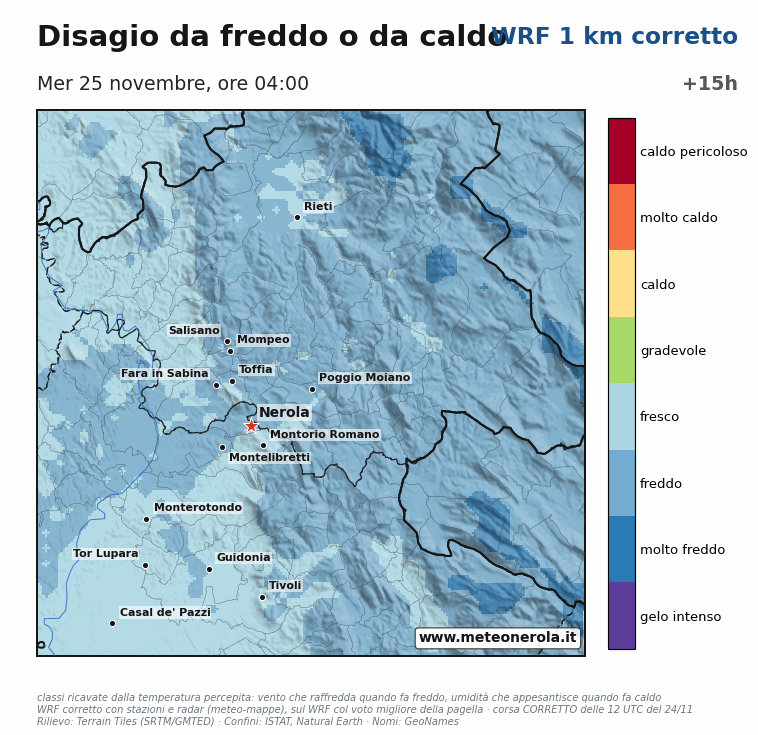 Disagio da freddo o da caldo
WRF 1 km corretto
Mer 25 novembre, ore 04:00
+15h
Rieti
Salisano
Mompeo
Toffia
Fara in Sabina
Poggio Moiano
Nerola
Montorio Romano
Montelibretti
Monterotondo
Tor Lupara
Guidonia
Tivoli
Casal de' Pazzi
www.meteonerola.it
caldo pericoloso
molto caldo
caldo
gradevole
fresco
freddo
molto freddo
gelo intenso
classi ricavate dalla temperatura percepita: vento che raffredda quando fa freddo, umidità che appesantisce quando fa caldo
WRF corretto con stazioni e radar (meteo-mappe), sul WRF col voto migliore della pagella · corsa CORRETTO delle 12 UTC del 24/11
Rilievo: Terrain Tiles (SRTM/GMTED) · Confini: ISTAT, Natural Earth · Nomi: GeoNames